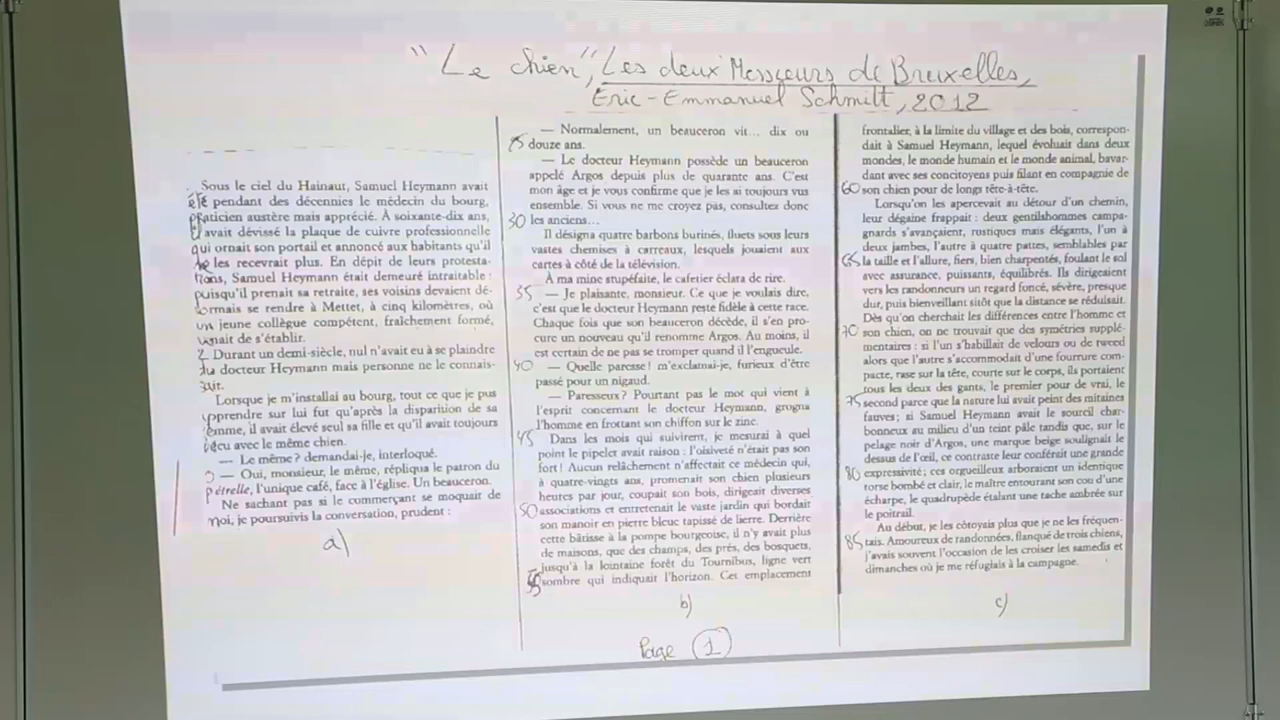 "Le chien", Les deux Messieurs de Bruxelles,
Eric-Emmanuel Schmitt, 2012
Sous le ciel du Hainaut, Samuel Heymann avait
été pendant des décennies le médecin du bourg,
praticien austère mais apprécié. À soixante-dix ans,
avait dévissé la plaque de cuivre professionnelle
qui ornait son portail et annoncé aux habitants qu'il
ne les recevrait plus. En dépit de leurs protesta-
tions, Samuel Heymann était demeuré intraitable :
puisqu'il prenait sa retraite, ses voisins devaient dé-
ormais se rendre à Mettet, à cinq kilomètres, où
un jeune collègue compétent, fraîchement formé,
venait de s'établir.
Durant un demi-siècle, nul n'avait eu à se plaindre
du docteur Heymann mais personne ne le connais-
sait.
Lorsque je m'installai au bourg, tout ce que je pus
apprendre sur lui fut qu'après la disparition de sa
femme, il avait élevé seul sa fille et qu'il avait toujours
vécu avec le même chien.
— Le même ? demandai-je, interloqué.
— Oui, monsieur, le même, répliqua le patron du
Pétrelle, l'unique café, face à l'église. Un beauceron.
Ne sachant pas si le commerçant se moquait de
moi, je poursuivis la conversation, prudent :
a)
— Normalement, un beauceron vit... dix ou
douze ans.
— Le docteur Heymann possède un beauceron
appelé Argos depuis plus de quarante ans. C'est
mon âge et je vous confirme que je les ai toujours vus
ensemble. Si vous ne me croyez pas, consultez donc
30 les anciens...
Il désigna quatre barbons burinés, fluets sous leurs
vastes chemises à carreaux, lesquels jouaient aux
cartes à côté de la télévision.
À ma mine stupéfaite, le cafetier éclata de rire.
35 — Je plaisante, monsieur. Ce que je voulais dire,
c'est que le docteur Heymann reste fidèle à cette race.
Chaque fois que son beauceron décède, il s'en pro-
cure un nouveau qu'il renomme Argos. Au moins, il
est certain de ne pas se tromper quand il l'engueule.
40 — Quelle paresse ! m'exclamai-je, furieux d'être
passé pour un nigaud.
— Paresseux ? Pourtant pas le mot qui vient à
l'esprit concernant le docteur Heymann, grogna
l'homme en frottant son chiffon sur le zinc.
45 Dans les mois qui suivirent, je mesurai à quel
point le pipelet avait raison : l'oisiveté n'était pas son
fort ! Aucun relâchement n'affectait ce médecin qui,
à quatre-vingts ans, promenait son chien plusieurs
heures par jour, coupait son bois, dirigeait diverses
50 associations et entretenait le vaste jardin qui bordait
son manoir en pierre bleue tapissé de lierre. Derrière
cette bâtisse à la pompe bourgeoise, il n'y avait plus
de maisons, que des champs, des prés, des bosquets,
jusqu'à la lointaine forêt du Tournibus, ligne vert
55 sombre qui indiquait l'horizon. Cet emplacement
b)
frontalier, à la limite du village et des bois, correspon-
dait à Samuel Heymann, lequel évoluait dans deux
mondes, le monde humain et le monde animal, bavar-
dant avec ses concitoyens puis filant en compagnie de
60 son chien pour de longs tête-à-tête.
Lorsqu'on les apercevait au détour d'un chemin,
leur dégaine frappait : deux gentilshommes campa-
gnards s'avançaient, rustiques mais élégants, l'un à
deux jambes, l'autre à quatre pattes, semblables par
65 la taille et l'allure, fiers, bien charpentés, foulant le sol
avec assurance, puissants, équilibrés. Ils dirigeaient
vers les randonneurs un regard foncé, sévère, presque
dur, puis bienveillant sitôt que la distance se réduisait.
Dès qu'on cherchait les différences entre l'homme et
70 son chien, on ne trouvait que des symétries supplé-
mentaires : si l'un s'habillait de velours ou de tweed
alors que l'autre s'accommodait d'une fourrure com-
pacte, rase sur la tête, courte sur le corps, ils portaient
tous les deux des gants, le premier pour de vrai, le
75 second parce que la nature lui avait peint des mitaines
fauves ; si Samuel Heymann avait le sourcil char-
bonneux au milieu d'un teint pâle tandis que, sur le
pelage noir d'Argos, une marque beige soulignait le
dessus de l'œil, ce contraste leur conférait une grande
80 expressivité ; ces orgueilleux arboraient un identique
torse bombé et clair, le maître entourant son cou d'une
écharpe, le quadrupède étalant une tache ambrée sur
le poitrail.
Au début, je les côtoyais plus que je ne les fréquen-
85 tais. Amoureux de randonnées, flanqué de trois chiens,
j'avais souvent l'occasion de les croiser les samedis et
dimanches où je me réfugiais à la campagne.
c)
Page 1